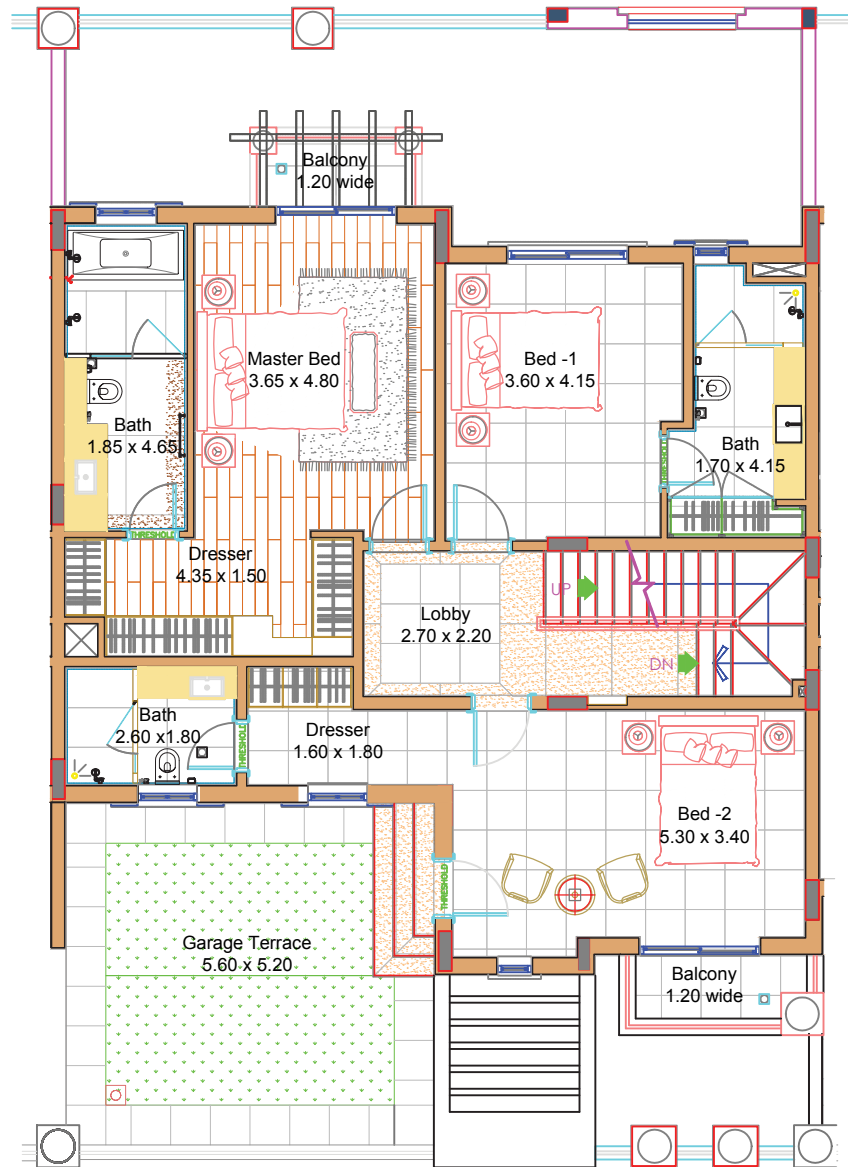 Balcony
1.20 wide
Master Bed
3.65 x 4.80
Bed -1
3.60 x 4.15
Bath
1.85 x 4.65
Bath
1.70 x 4.15
THRESHOLD
THRESHOLD
Dresser
4.35 x 1.50
UP
Lobby
2.70 x 2.20
DN
Bath
2.60 x1.80
Dresser
1.60 x 1.80
THRESHOLD
Bed -2
5.30 x 3.40
THRESHOLD
Garage Terrace
5.60 x 5.20
Balcony
1.20 wide